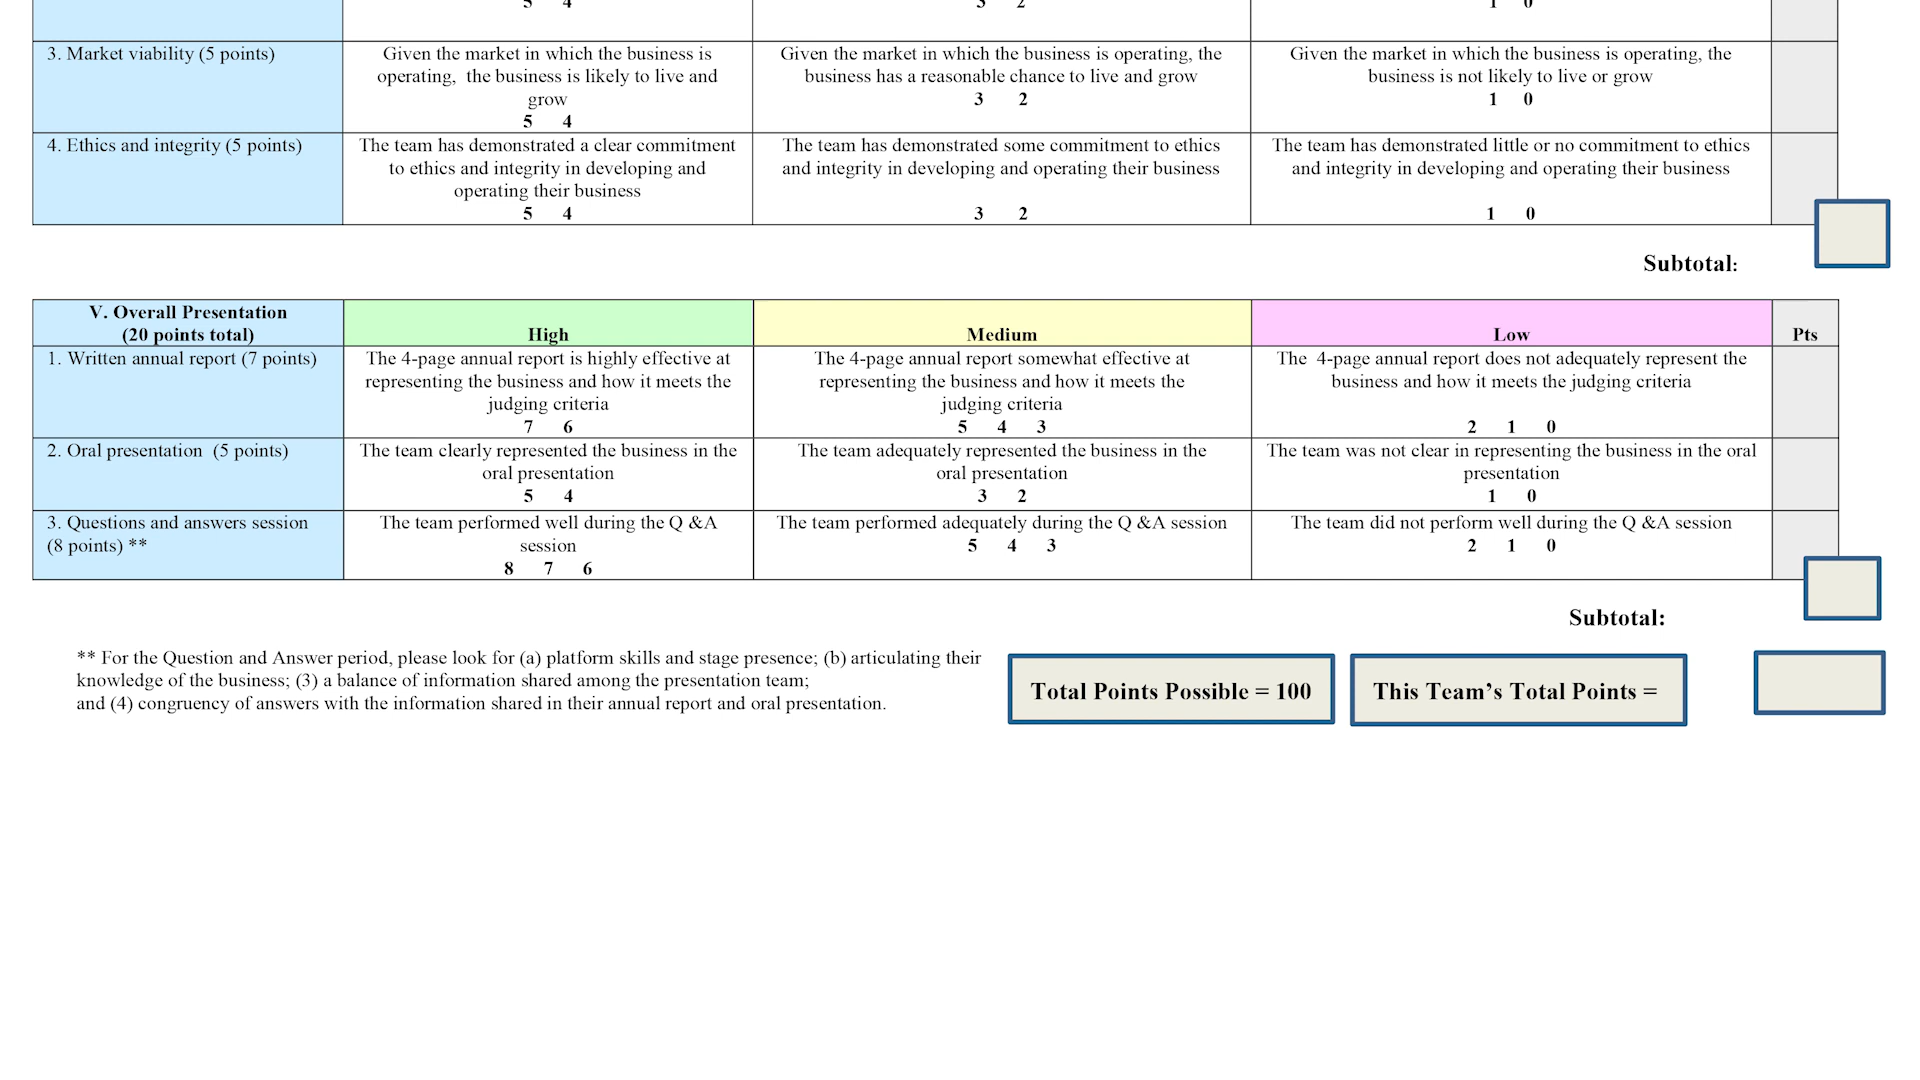 5 4
3 2
1 0
3. Market viability (5 points)
Given the market in which the business is
operating, the business is likely to live and
grow
5 4
Given the market in which the business is operating, the
business has a reasonable chance to live and grow
3 2
Given the market in which the business is operating, the
business is not likely to live or grow
1 0
4. Ethics and integrity (5 points)
The team has demonstrated a clear commitment
to ethics and integrity in developing and
operating their business
5 4
The team has demonstrated some commitment to ethics
and integrity in developing and operating their business
3 2
The team has demonstrated little or no commitment to ethics
and integrity in developing and operating their business
1 0
Subtotal:
V. Overall Presentation
(20 points total)
High
Medium
Low
Pts
1. Written annual report (7 points)
The 4-page annual report is highly effective at
representing the business and how it meets the
judging criteria
7 6
The 4-page annual report somewhat effective at
representing the business and how it meets the
judging criteria
5 4 3
The 4-page annual report does not adequately represent the
business and how it meets the judging criteria
2 1 0
2. Oral presentation (5 points)
The team clearly represented the business in the
oral presentation
5 4
The team adequately represented the business in the
oral presentation
3 2
The team was not clear in representing the business in the oral
presentation
1 0
3. Questions and answers session
(8 points) **
The team performed well during the Q &A
session
8 7 6
The team performed adequately during the Q &A session
5 4 3
The team did not perform well during the Q &A session
2 1 0
Subtotal:
** For the Question and Answer period, please look for (a) platform skills and stage presence; (b) articulating their
knowledge of the business; (3) a balance of information shared among the presentation team;
and (4) congruency of answers with the information shared in their annual report and oral presentation.
Total Points Possible = 100
This Team's Total Points =